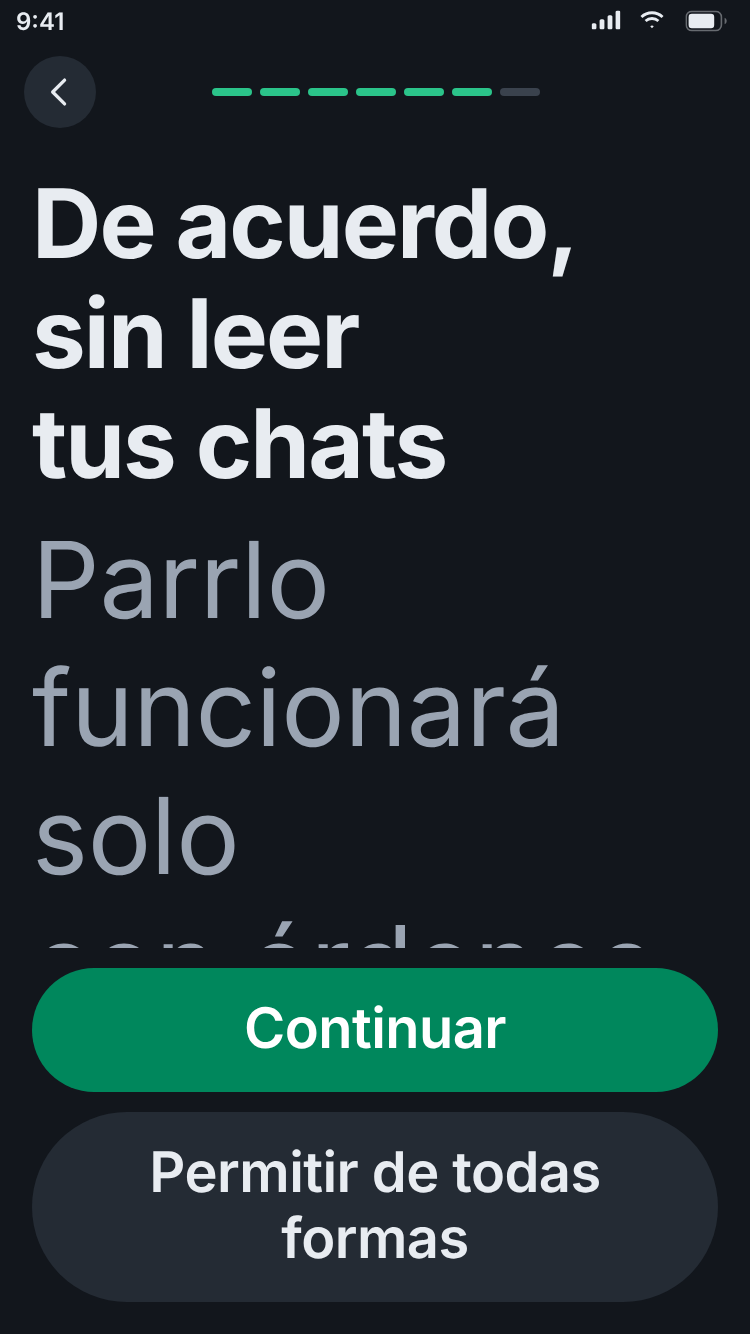 9:41
De acuerdo,
sin leer
tus chats
Parrlo
funcionará
solo
Continuar
Permitir de todas
formas